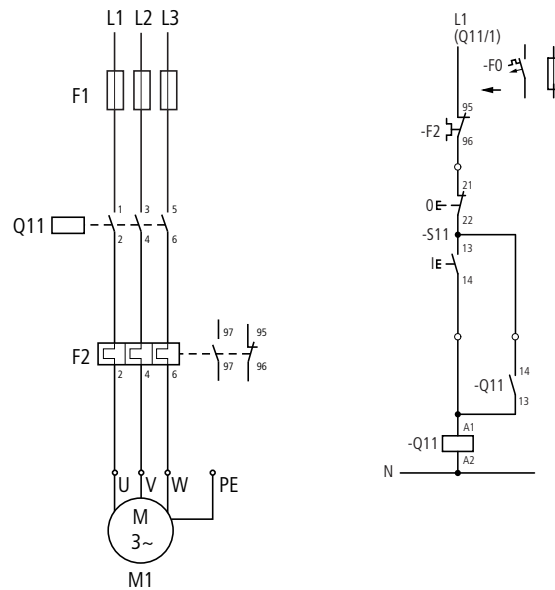 L1 L2 L3
F1
Q11
1 3 5
2 4 6
F2
97 95
97 96
2 4 6
U V W PE
M
3~
M1
L1
(Q11/1)
-F0
95
-F2
96
21
0
22
-S11
13
I
14
14
-Q11
13
A1
-Q11
A2
N